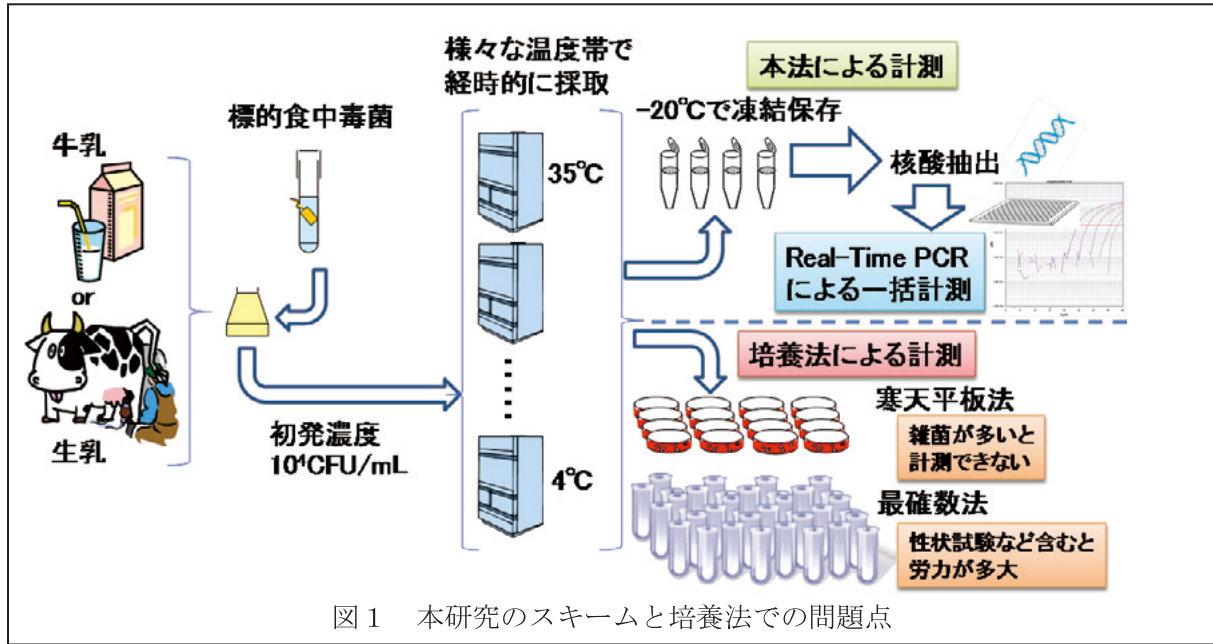 牛乳
or
生乳
標的食中毒菌
初発濃度
10⁴CFU/mL
様々な温度帯で
経時的に採取
35℃
4℃
本法による計測
-20℃で凍結保存
核酸抽出
Real-Time PCR
による一括計測
培養法による計測
寒天平板法
雑菌が多いと
計測できない
最確数法
性状試験など含むと
労力が多大
図1 本研究のスキームと培養法での問題点